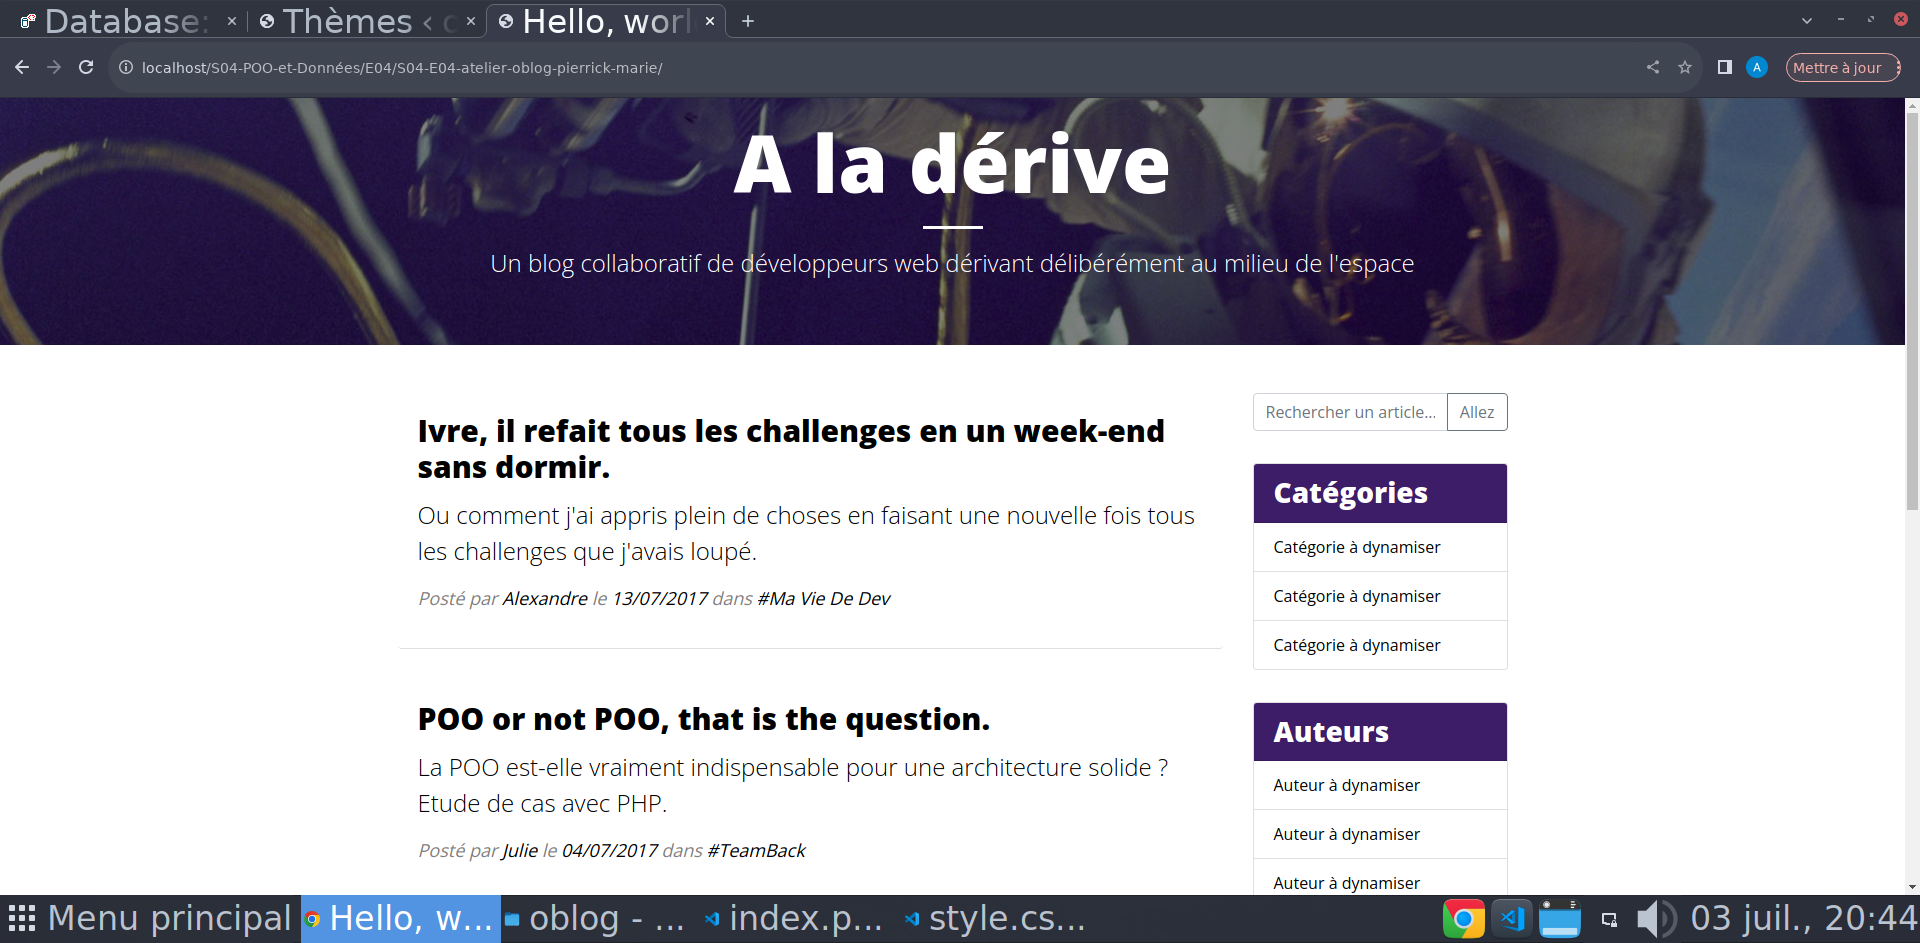 Database:
Thèmes ‹
Hello, worl
localhost/S04-POO-et-Données/E04/S04-E04-atelier-oblog-pierrick-marie/
A
Mettre à jour
A la dérive
Un blog collaboratif de développeurs web dérivant délibérément au milieu de l'espace
Rechercher un article...
Allez
Ivre, il refait tous les challenges en un week-end
sans dormir.
Ou comment j'ai appris plein de choses en faisant une nouvelle fois tous
les challenges que j'avais loupé.
Posté par Alexandre le 13/07/2017 dans #Ma Vie De Dev
POO or not POO, that is the question.
La POO est-elle vraiment indispensable pour une architecture solide ?
Etude de cas avec PHP.
Posté par Julie le 04/07/2017 dans #TeamBack
Catégories
Catégorie à dynamiser
Catégorie à dynamiser
Catégorie à dynamiser
Auteurs
Auteur à dynamiser
Auteur à dynamiser
Auteur à dynamiser
Menu principal
Hello, w...
oblog - ...
index.p...
style.cs...
03 juil., 20:44